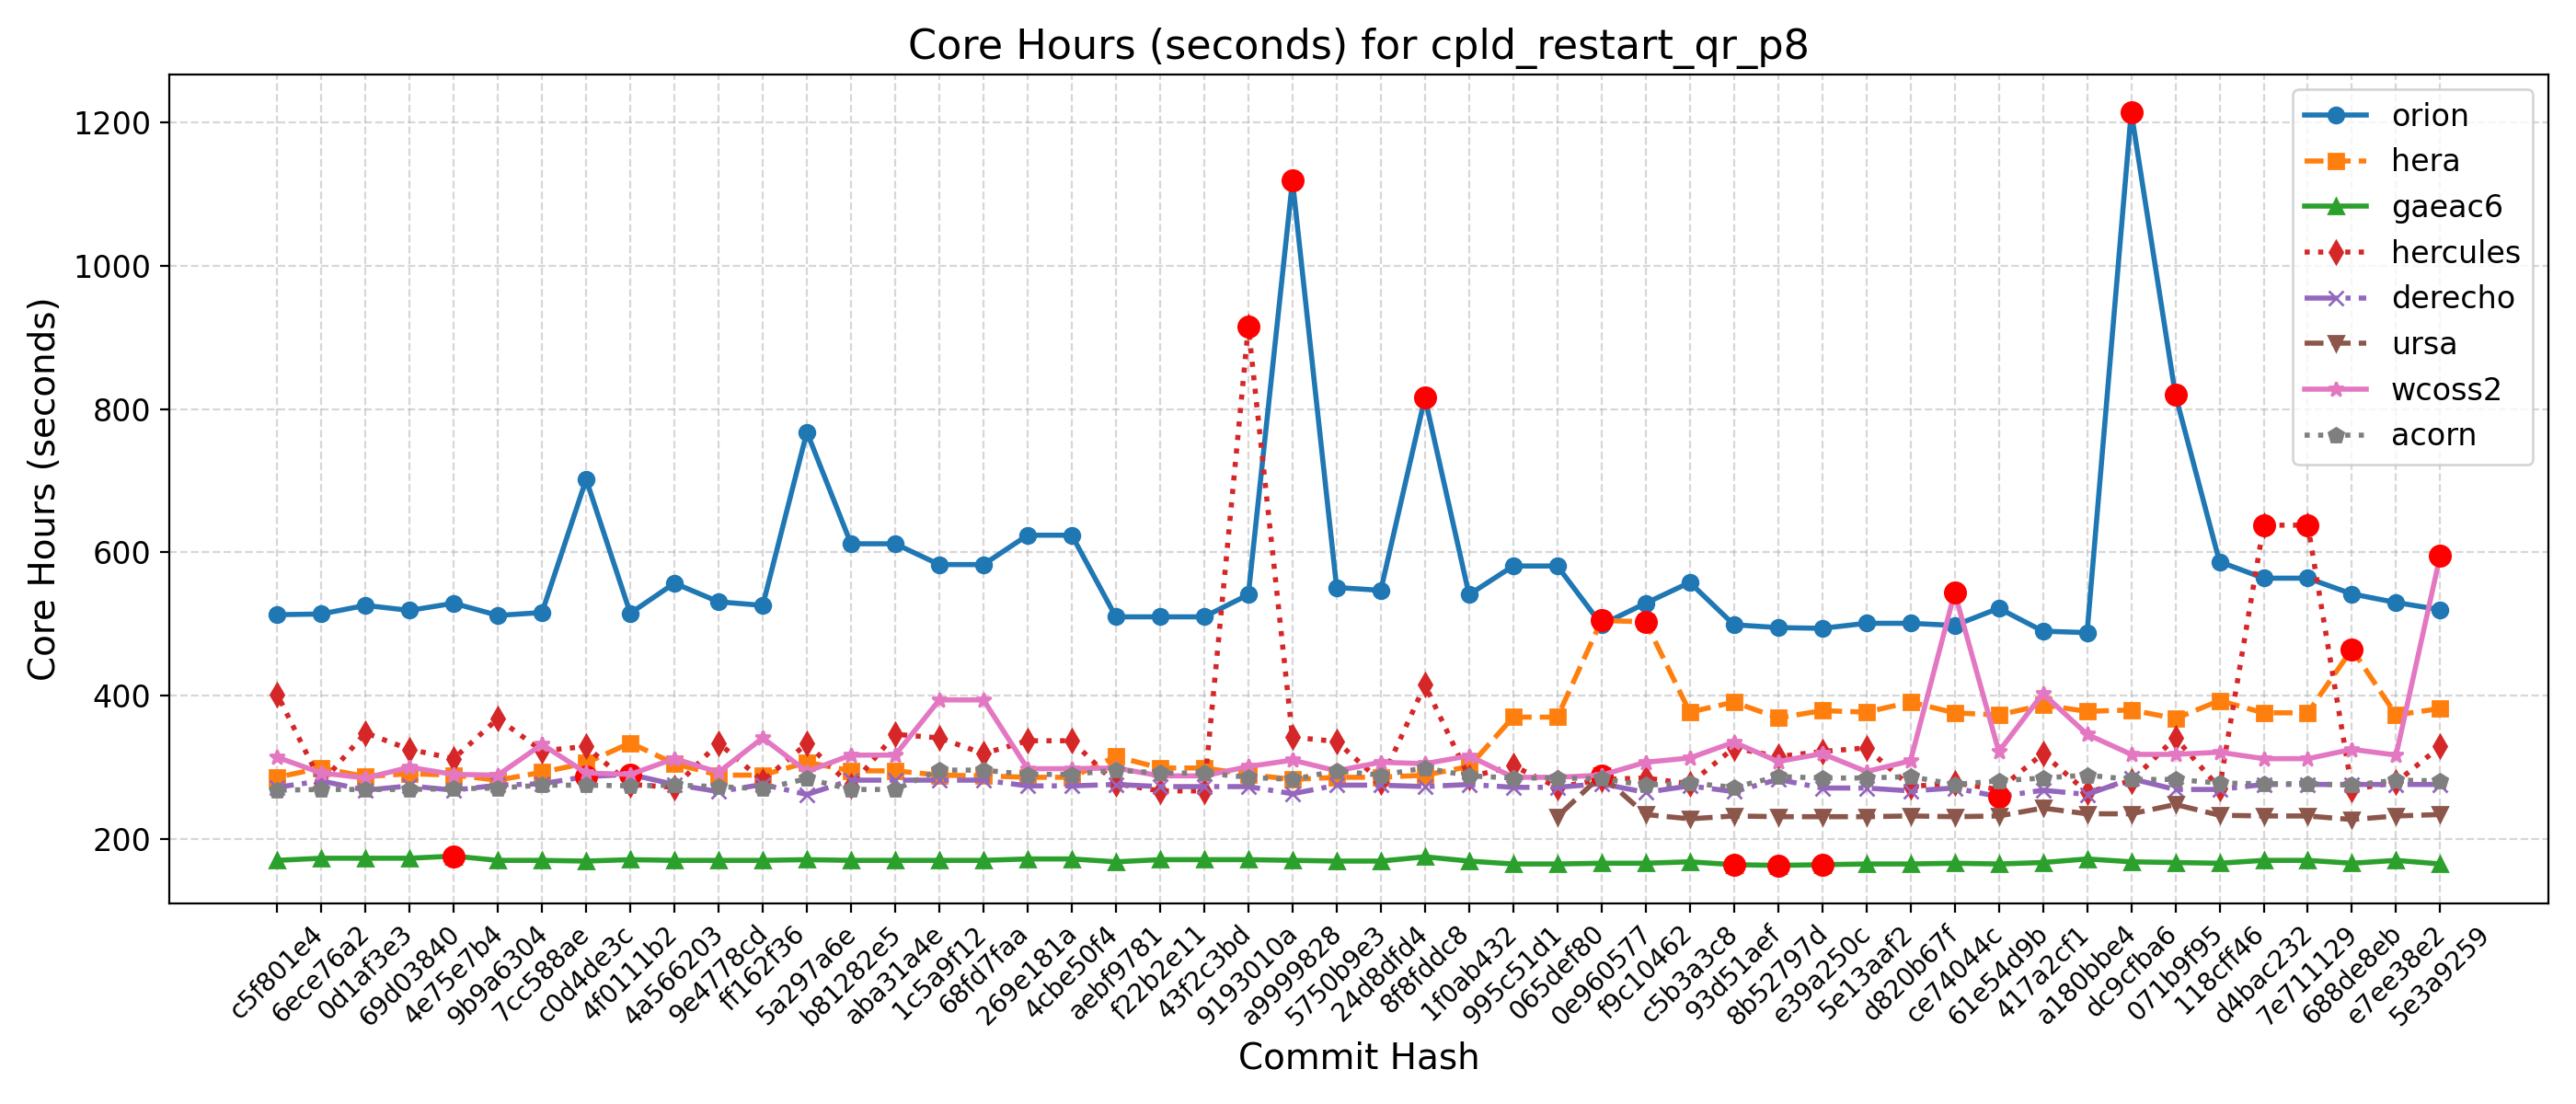 Core Hours (seconds) for cpld_restart_qr_p8
Core Hours (seconds)
1200
1000
800
600
400
200
orion
hera
gaeac6
hercules
derecho
ursa
wcoss2
acorn
c5f801e4
6ece76a2
0d1af3e3
69d03840
4e75e7b4
9b9a6304
7cc588ae
c0d4de3c
4f0111b2
4a566203
9e4778cd
ff162f36
5a297a6e
b81282e5
aba31a4e
1c5a9f12
68fd7faa
269e181a
4cbe50f4
aebf9781
f22b2e11
43f2c3bd
9193010a
a9999828
5750b9e3
24d8dfd4
8f8fddc8
1f0ab432
995c51d1
065def80
0e960577
f9c10462
c5b3a3c8
93d51aef
8b52797d
e39a250c
5e13aaf2
d820b67f
ce74044c
61e54d9b
417a2cf1
a180bbe4
dc9cfba6
071b9f95
118cff46
d4bac232
7e711129
688de8eb
e7ee38e2
5e3a9259
Commit Hash